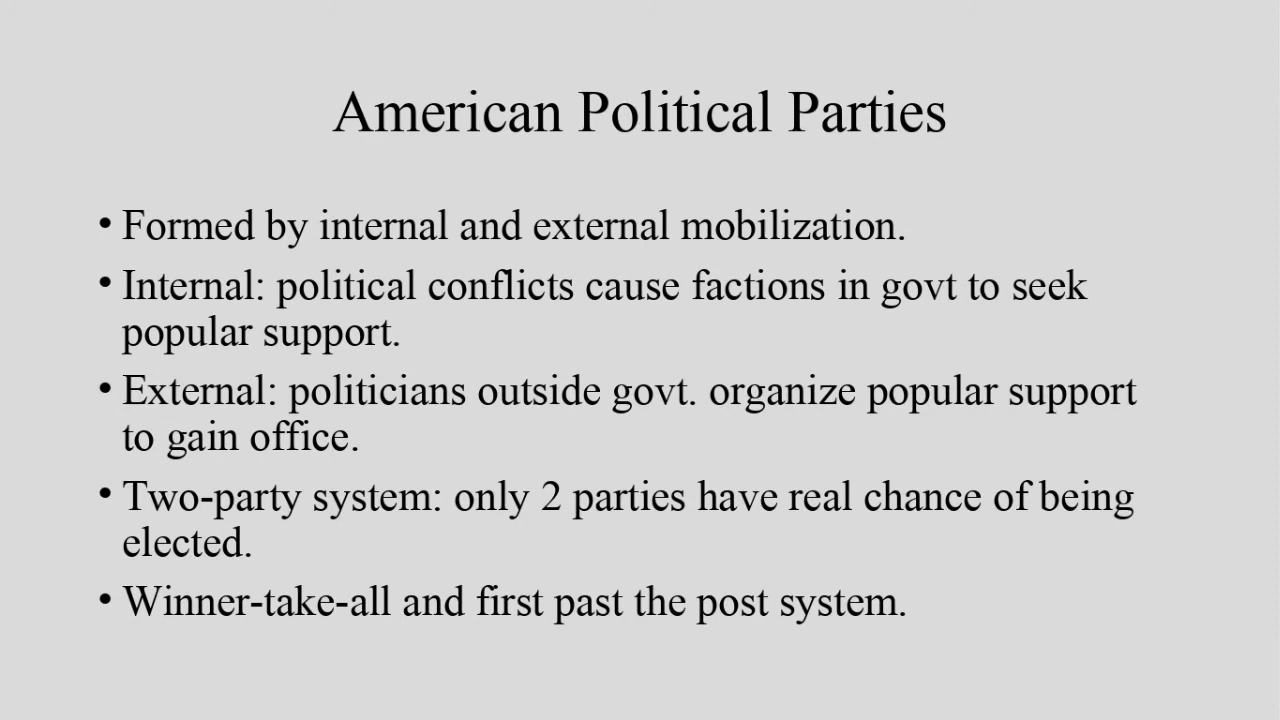 American Political Parties
• Formed by internal and external mobilization.
• Internal: political conflicts cause factions in govt to seek
popular support.
• External: politicians outside govt. organize popular support
to gain office.
• Two-party system: only 2 parties have real chance of being
elected.
• Winner-take-all and first past the post system.